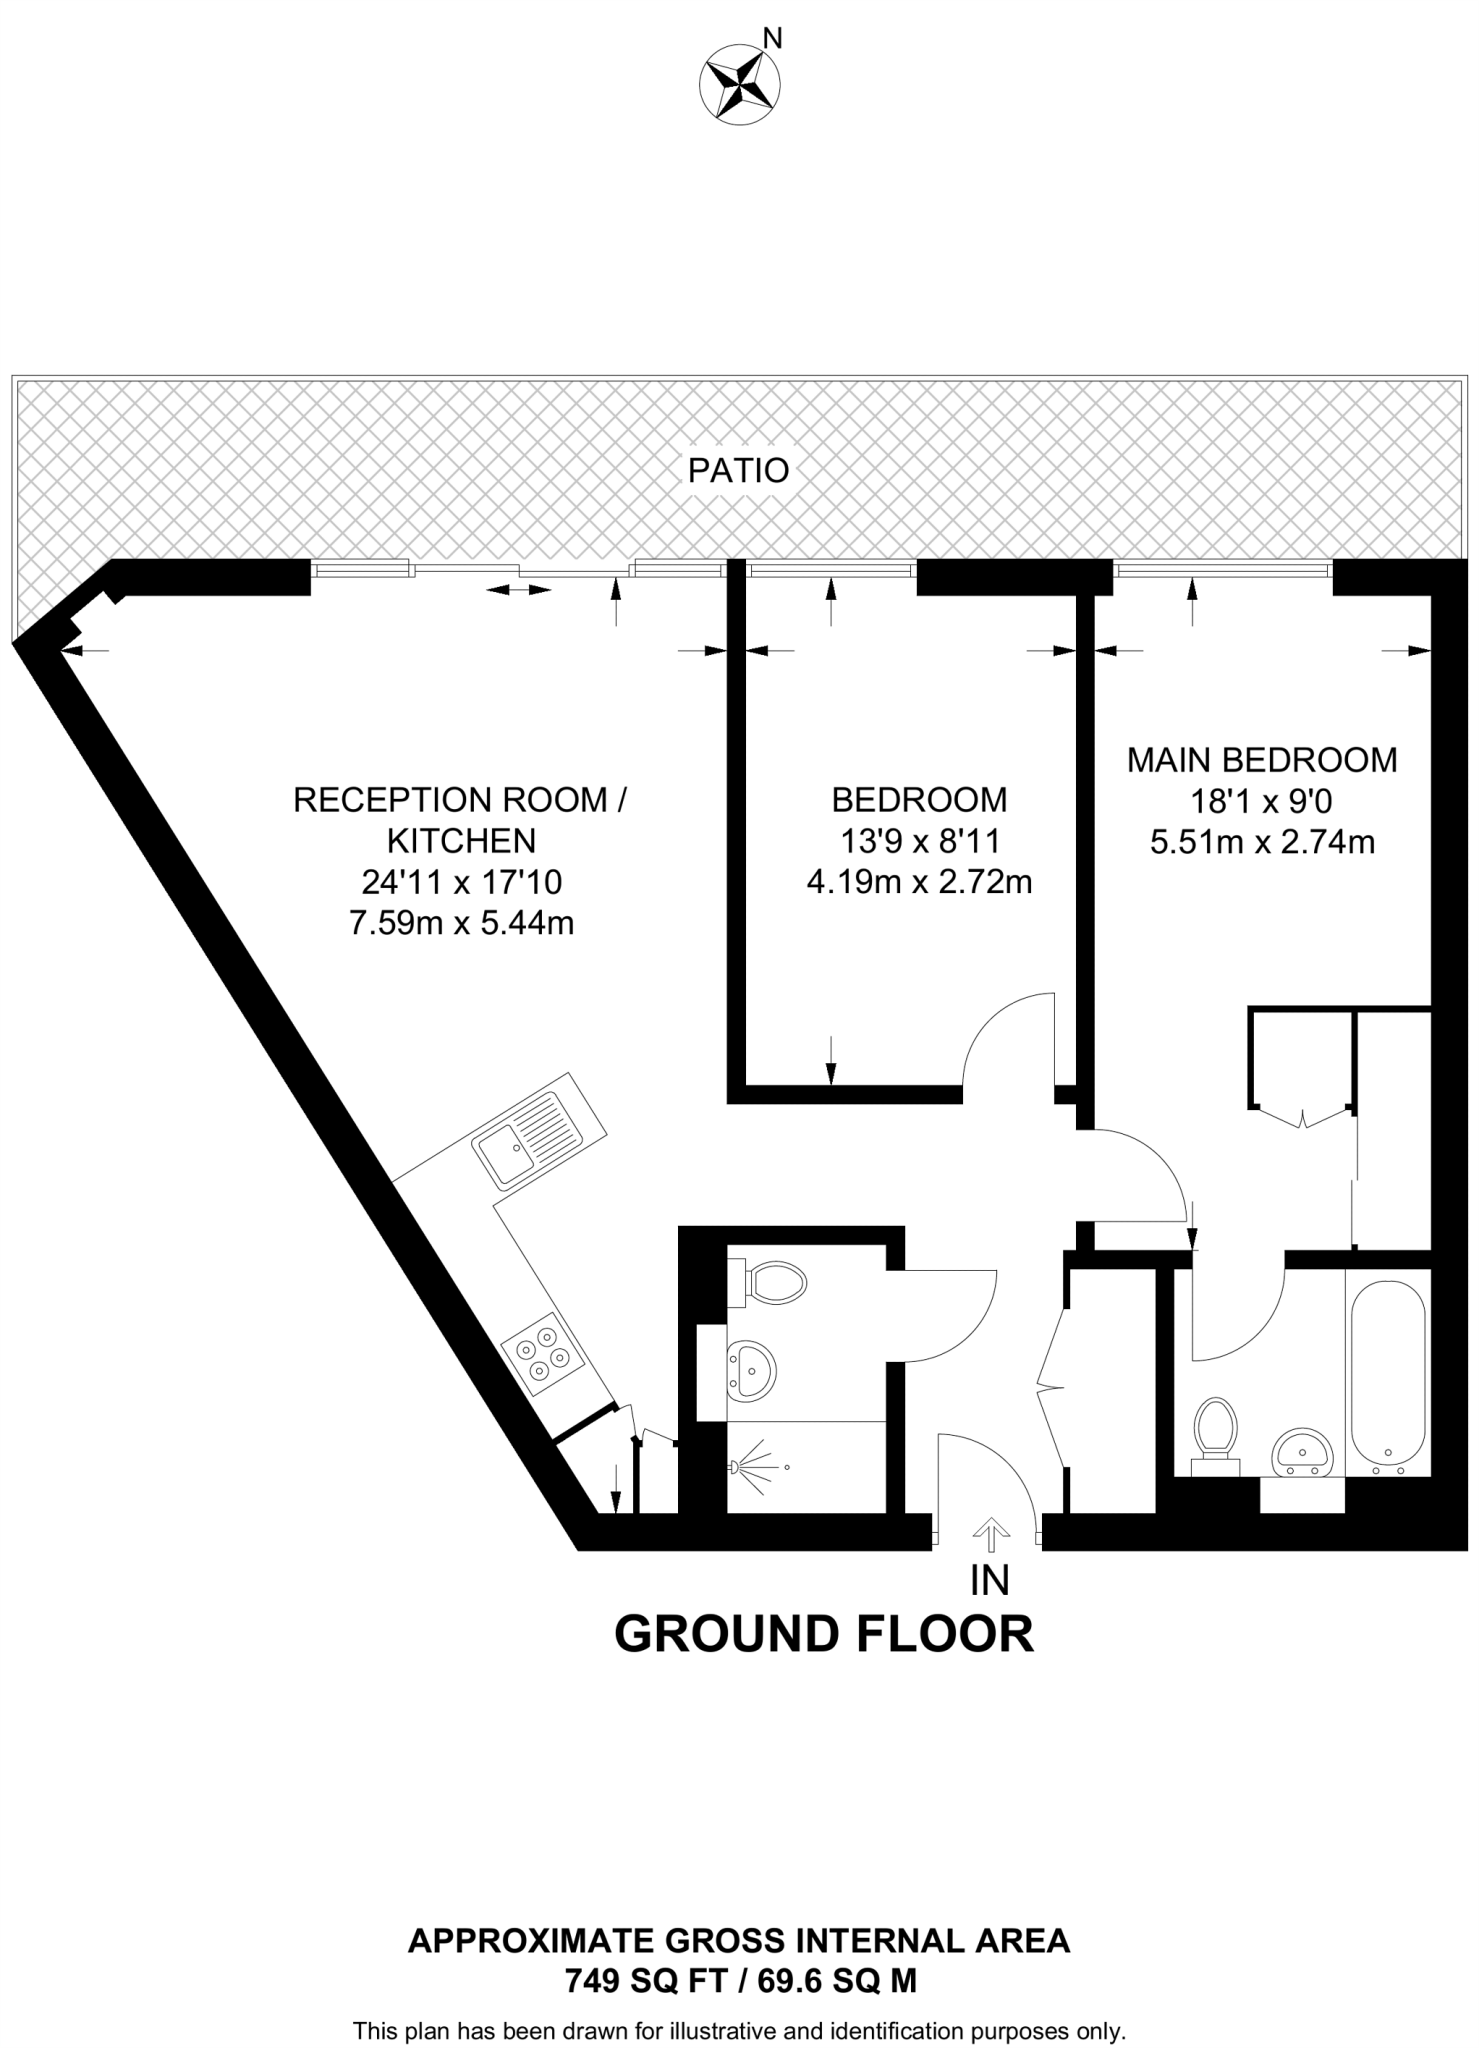 N
PATIO
RECEPTION ROOM /
KITCHEN
24'11 x 17'10
7.59m x 5.44m
BEDROOM
13'9 x 8'11
4.19m x 2.72m
MAIN BEDROOM
18'1 x 9'0
5.51m x 2.74m
IN
GROUND FLOOR
APPROXIMATE GROSS INTERNAL AREA
749 SQ FT / 69.6 SQ M
This plan has been drawn for illustrative and identification purposes only.